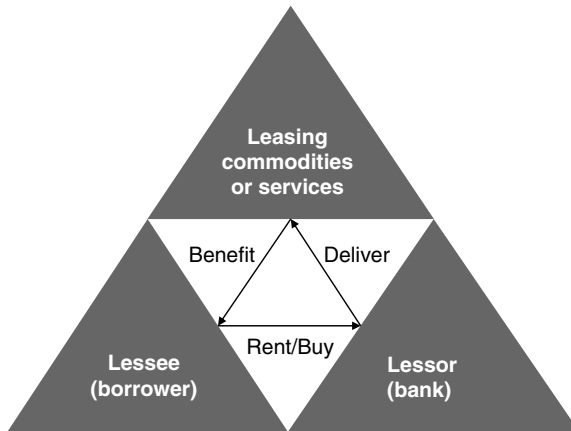 Leasing
commodities
or services
Benefit
Deliver
Rent/Buy
Lessee
(borrower)
Lessor
(bank)